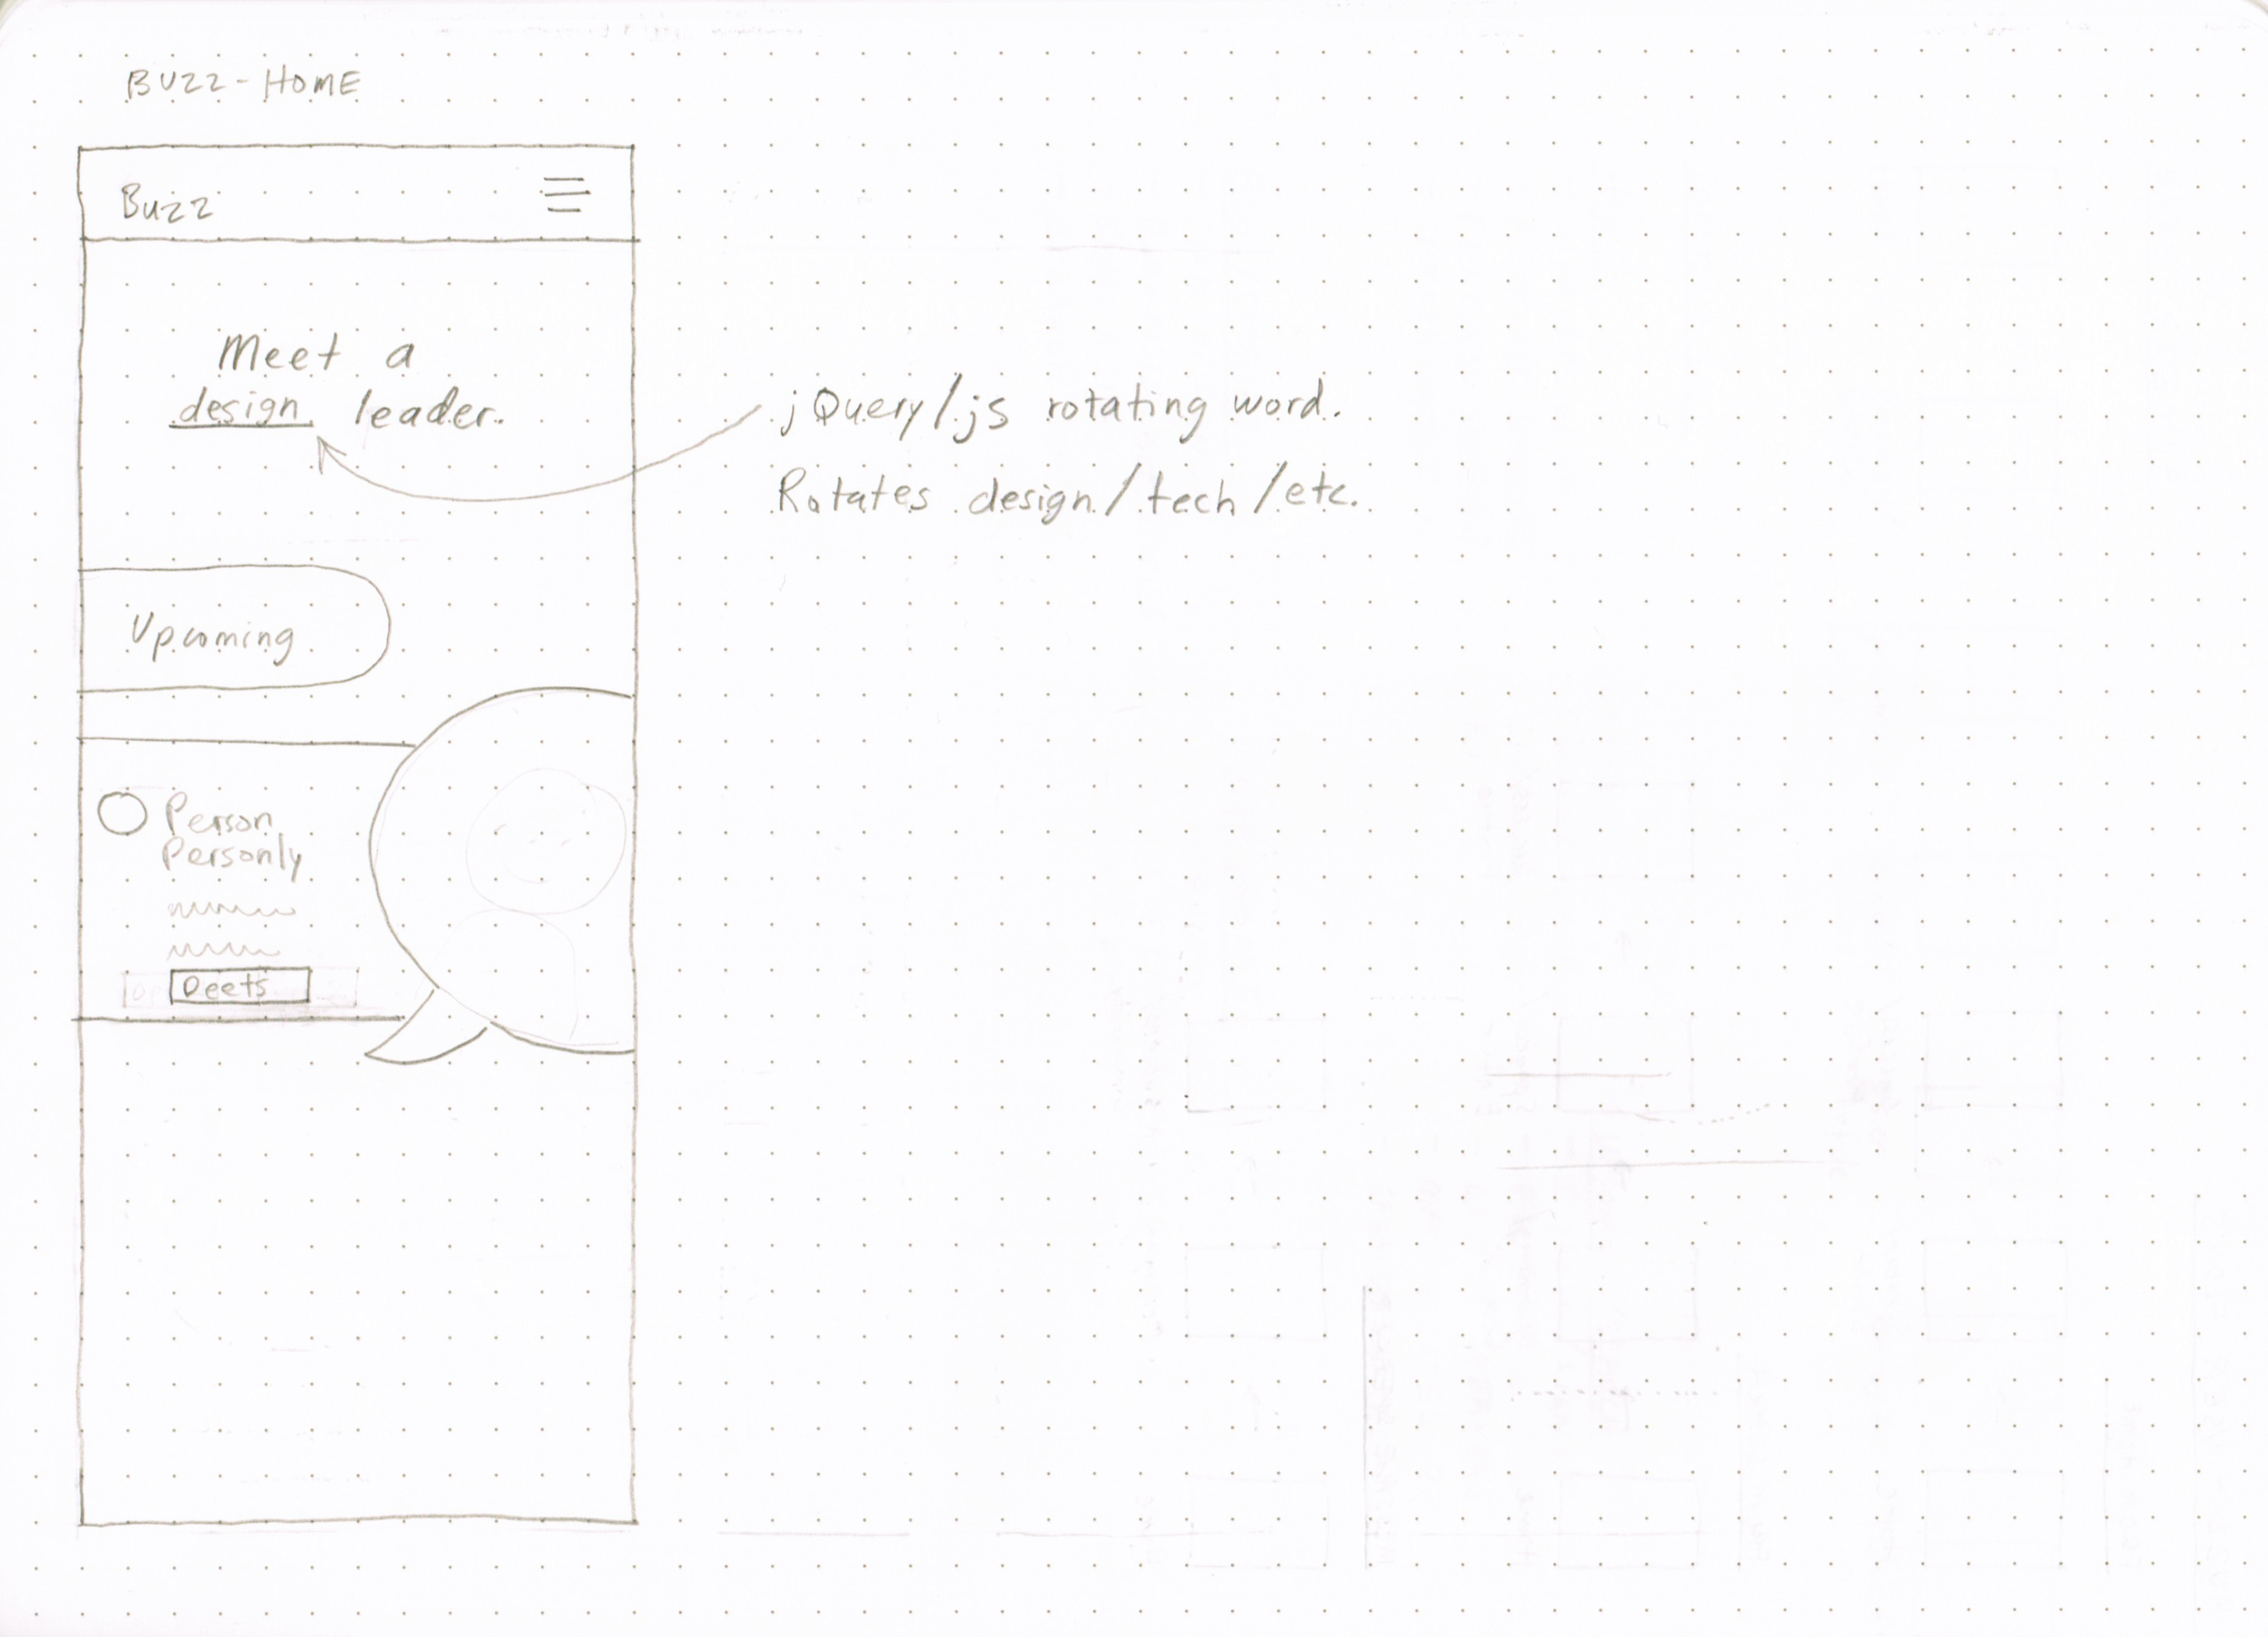 BUZZ-HOME
Buzz
Meet a
design leader.
jQuery/js rotating word.
Rotates design/tech/etc.
Upcoming
Person
Personly
Deets